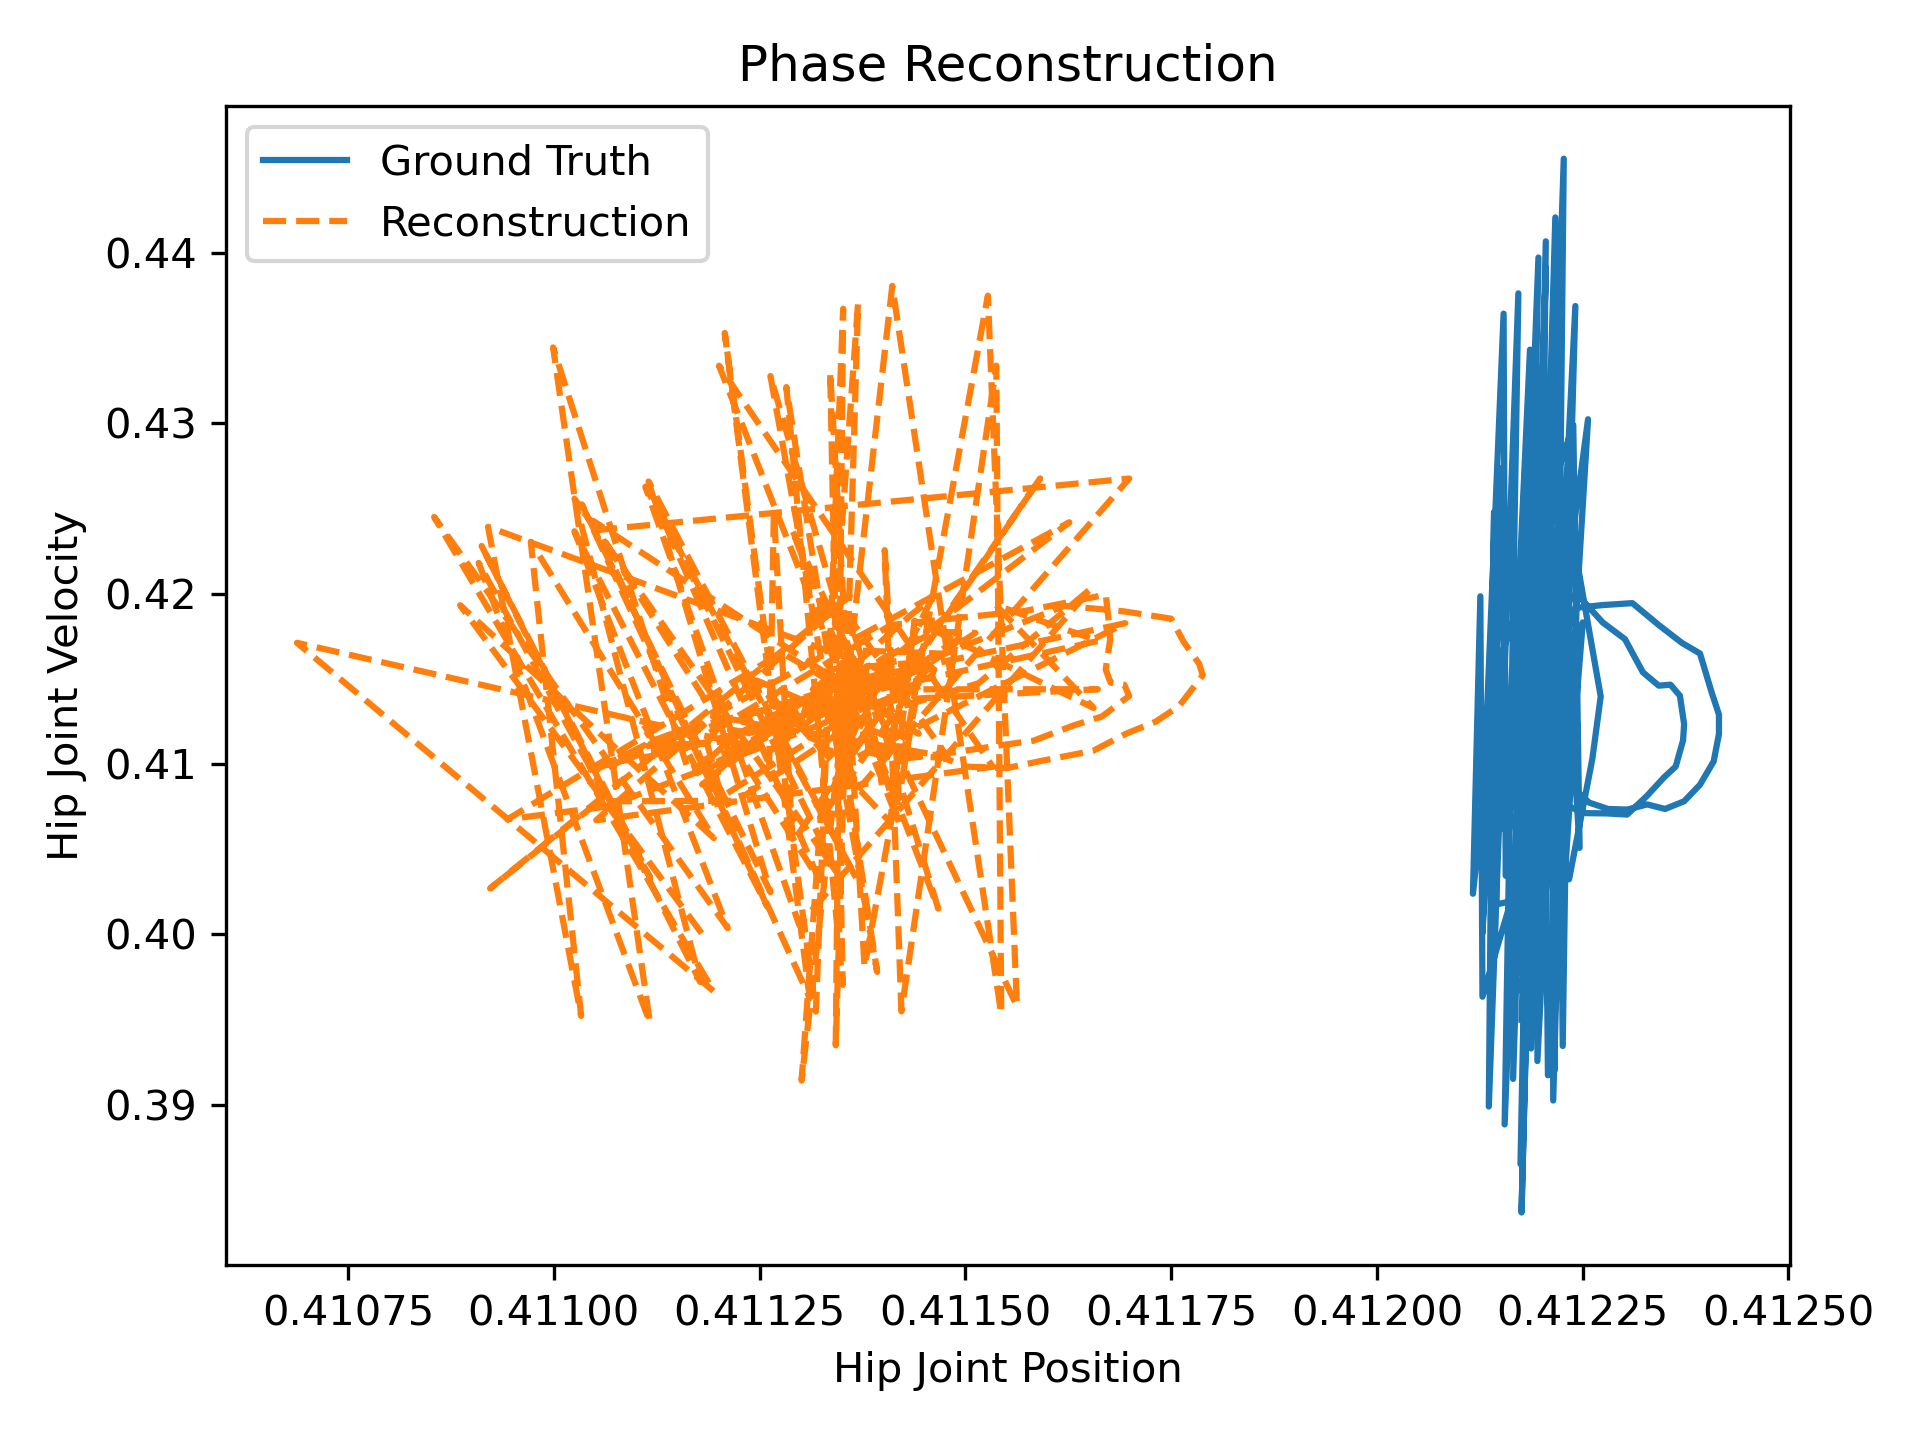 Phase Reconstruction
Ground Truth
Reconstruction
0.44
0.43
0.42
0.41
0.40
0.39
Hip Joint Velocity
0.41075 0.41100 0.41125 0.41150 0.41175 0.41200 0.41225 0.41250
Hip Joint Position